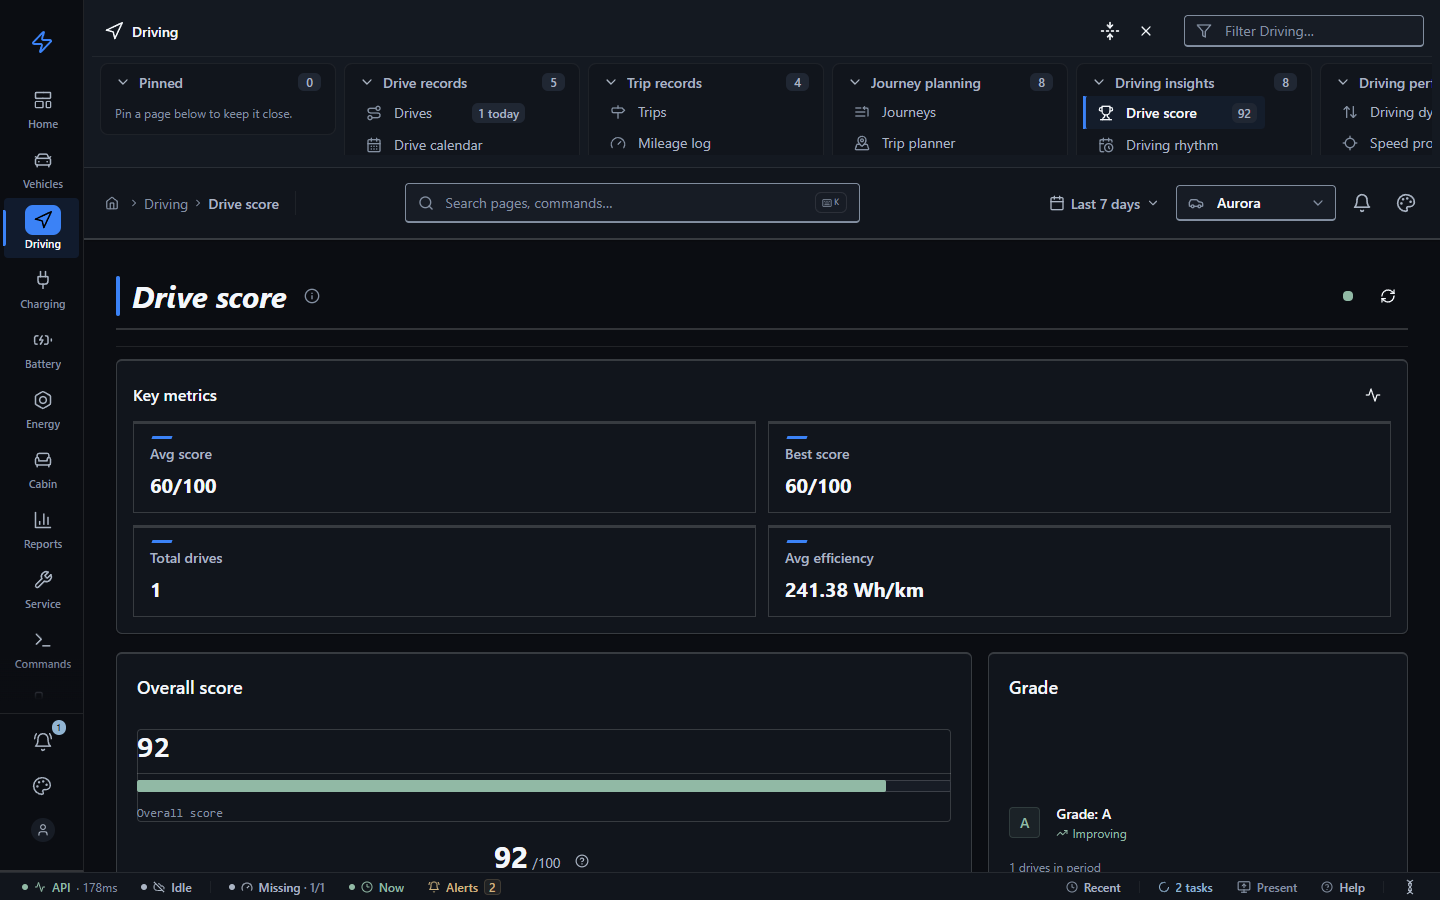 Driving
Filter Driving...
Pinned 0
Pin a page below to keep it close.
Drive records 5
Drives 1 today
Drive calendar
Trip records 4
Trips
Mileage log
Journey planning 8
Journeys
Trip planner
Driving insights 8
Drive score 92
Driving rhythm
Driving per
Driving dy
Speed pro
Home
Vehicles
Driving
Charging
Battery
Energy
Cabin
Reports
Service
Commands
1
Driving
Drive score
Search pages, commands...
K
Last 7 days
Aurora
Drive score
Key metrics
Avg score
60/100
Best score
60/100
Total drives
1
Avg efficiency
241.38 Wh/km
Overall score
92
Overall score
92 /100
Grade
A
Grade: A
Improving
1 drives in period
API · 178ms
Idle
Missing · 1/1
Now
Alerts 2
Recent
2 tasks
Present
Help